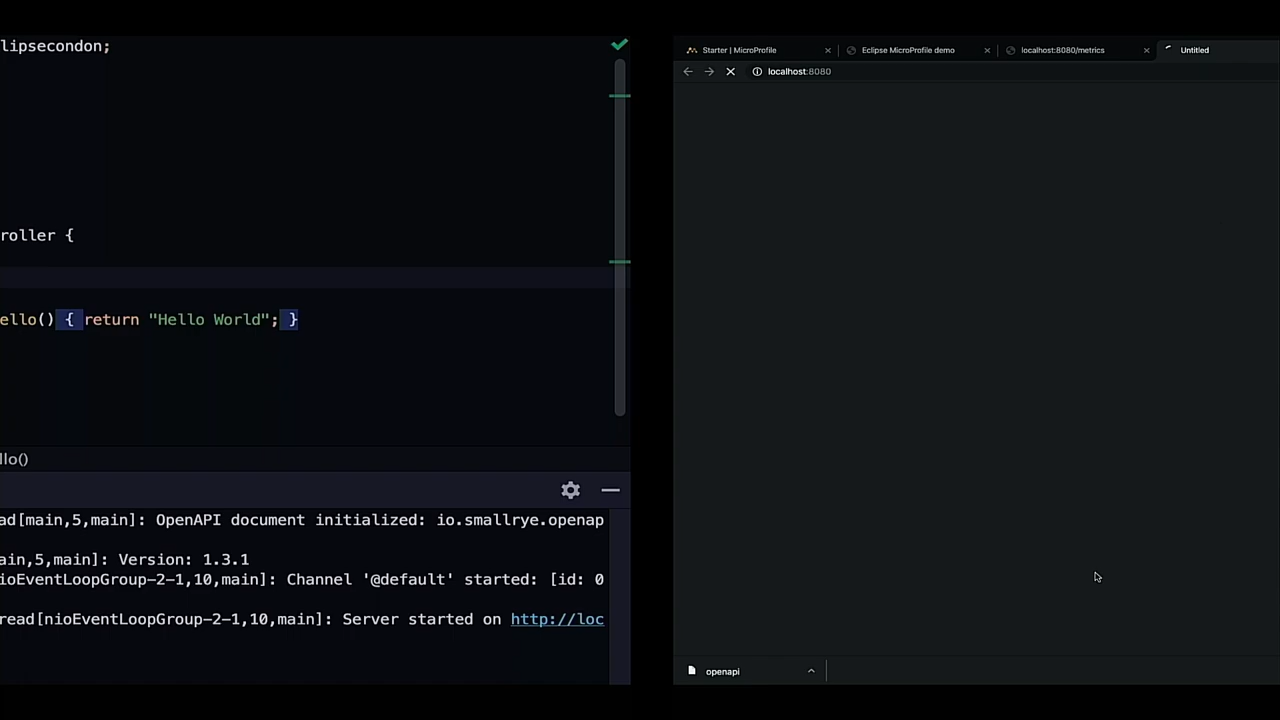 lipsecondon;
roller {
ello() { return "Hello World"; }
llo()
ad[main,5,main]: OpenAPI document initialized: io.smallrye.openap
ain,5,main]: Version: 1.3.1
ioEventLoopGroup-2-1,10,main]: Channel '@default' started: [id: 0
read[nioEventLoopGroup-2-1,10,main]: Server started on http://loc
Starter | MicroProfile
Eclipse MicroProfile demo
localhost:8080/metrics
Untitled
localhost:8080
openapi